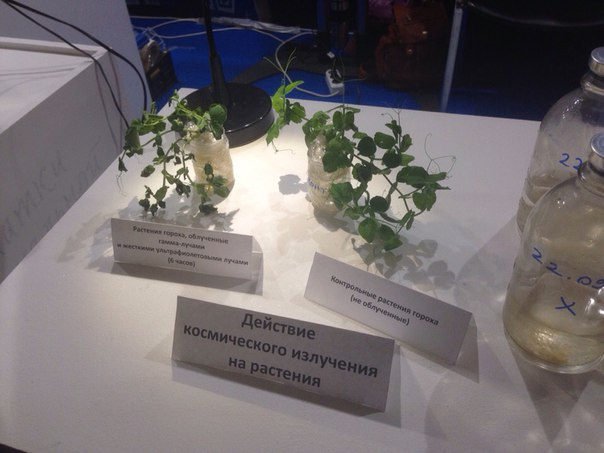 Растения гороха, облученные
гамма-лучами
и жесткими ультрафиолетовыми лучами
(6 часов)
Контрольные растения гороха
(не облученные)
Действие
космического излучения
на растения
22.09
X